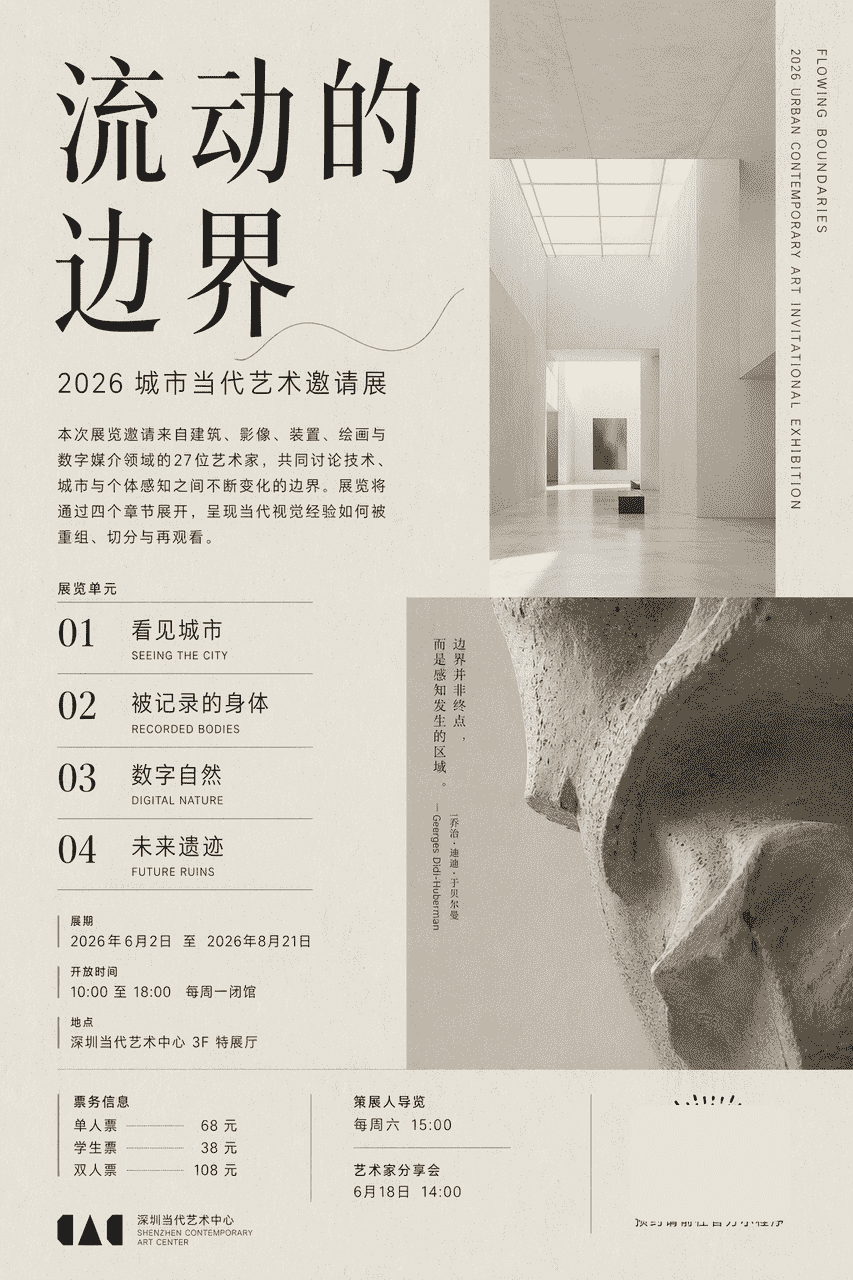 流动的
边界
2026 城市当代艺术邀请展
本次展览邀请来自建筑、影像、装置、绘画与
数字媒介领域的27位艺术家，共同讨论技术、
城市与个体感知之间不断变化的边界。展览将
通过四个章节展开，呈现当代视觉经验如何被
重组、切分与再观看。
FLOWING BOUNDARIES
2026 URBAN CONTEMPORARY ART INVITATIONAL EXHIBITION
展览单元
01 看见城市
SEEING THE CITY
02 被记录的身体
RECORDED BODIES
03 数字自然
DIGITAL NATURE
04 未来遗迹
FUTURE RUINS
边界并非终点，
而是感知发生的区域。
—乔治·迪迪·于贝尔曼
— Georges Didi-Huberman
展期
2026年6月2日 至 2026年8月21日
开放时间
10:00 至 18:00 每周一闭馆
地点
深圳当代艺术中心 3F 特展厅
票务信息
单人票 68 元
学生票 38 元
双人票 108 元
策展人导览
每周六 15:00
艺术家分享会
6月18日 14:00
深圳当代艺术中心
SHENZHEN CONTEMPORARY
ART CENTER